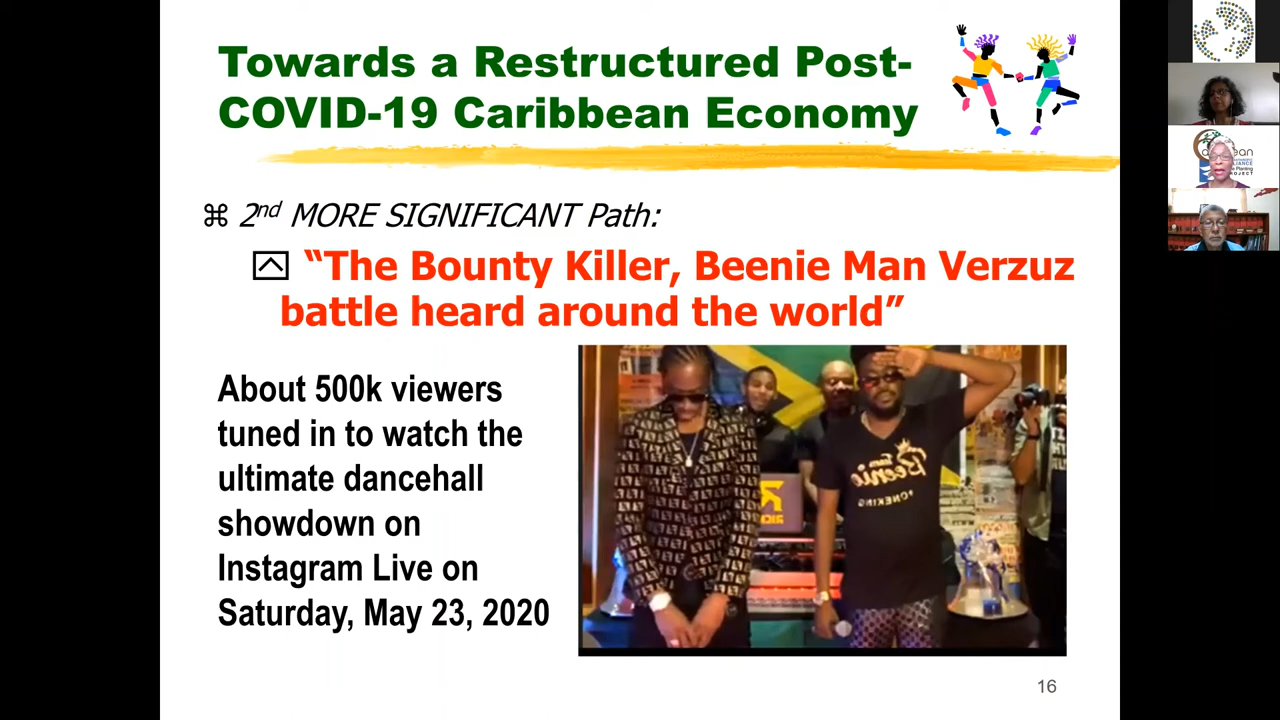 Towards a Restructured Post-
COVID-19 Caribbean Economy
⌘ 2nd MORE SIGNIFICANT Path:
“The Bounty Killer, Beenie Man Verzuz
battle heard around the world”
About 500k viewers
tuned in to watch the
ultimate dancehall
showdown on
Instagram Live on
Saturday, May 23, 2020
Beenie
16